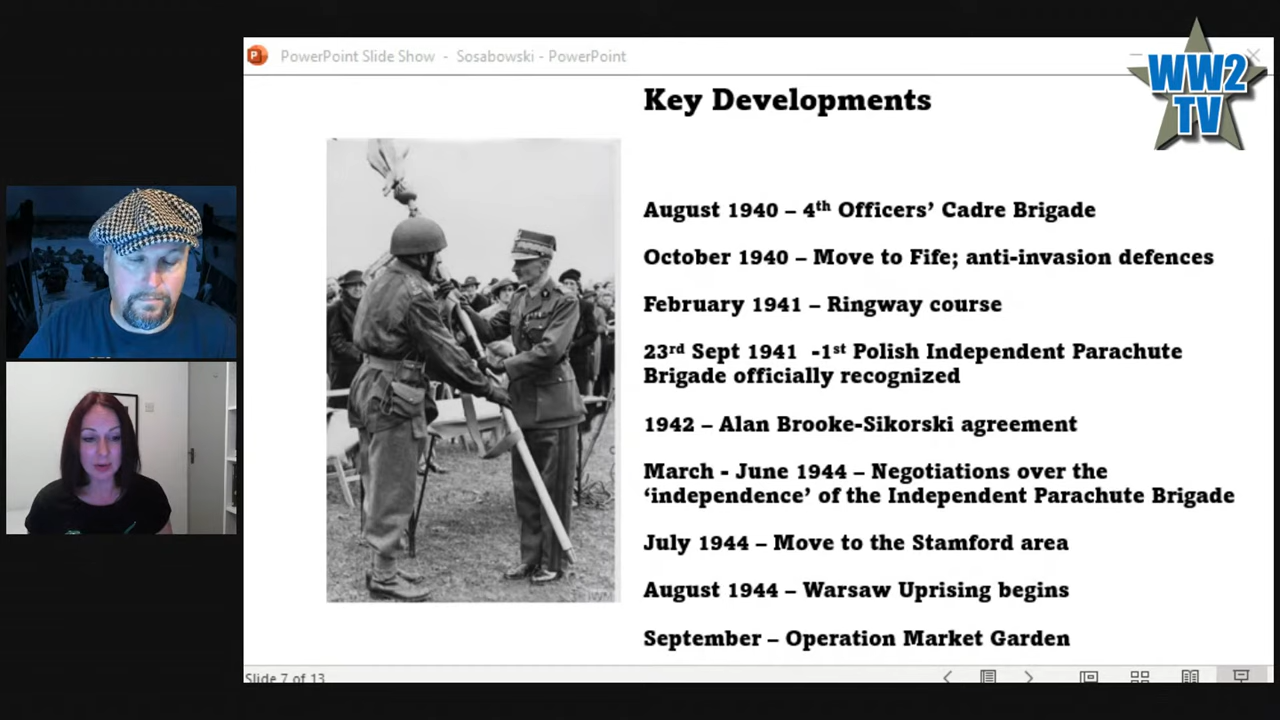 PowerPoint Slide Show - Sosabowski - PowerPoint
WW2
TV
Key Developments
August 1940 – 4th Officers' Cadre Brigade
October 1940 – Move to Fife; anti-invasion defences
February 1941 – Ringway course
23rd Sept 1941 -1st Polish Independent Parachute
Brigade officially recognized
1942 – Alan Brooke-Sikorski agreement
March - June 1944 – Negotiations over the
'independence' of the Independent Parachute Brigade
July 1944 – Move to the Stamford area
August 1944 – Warsaw Uprising begins
September – Operation Market Garden
Slide 7 of 13